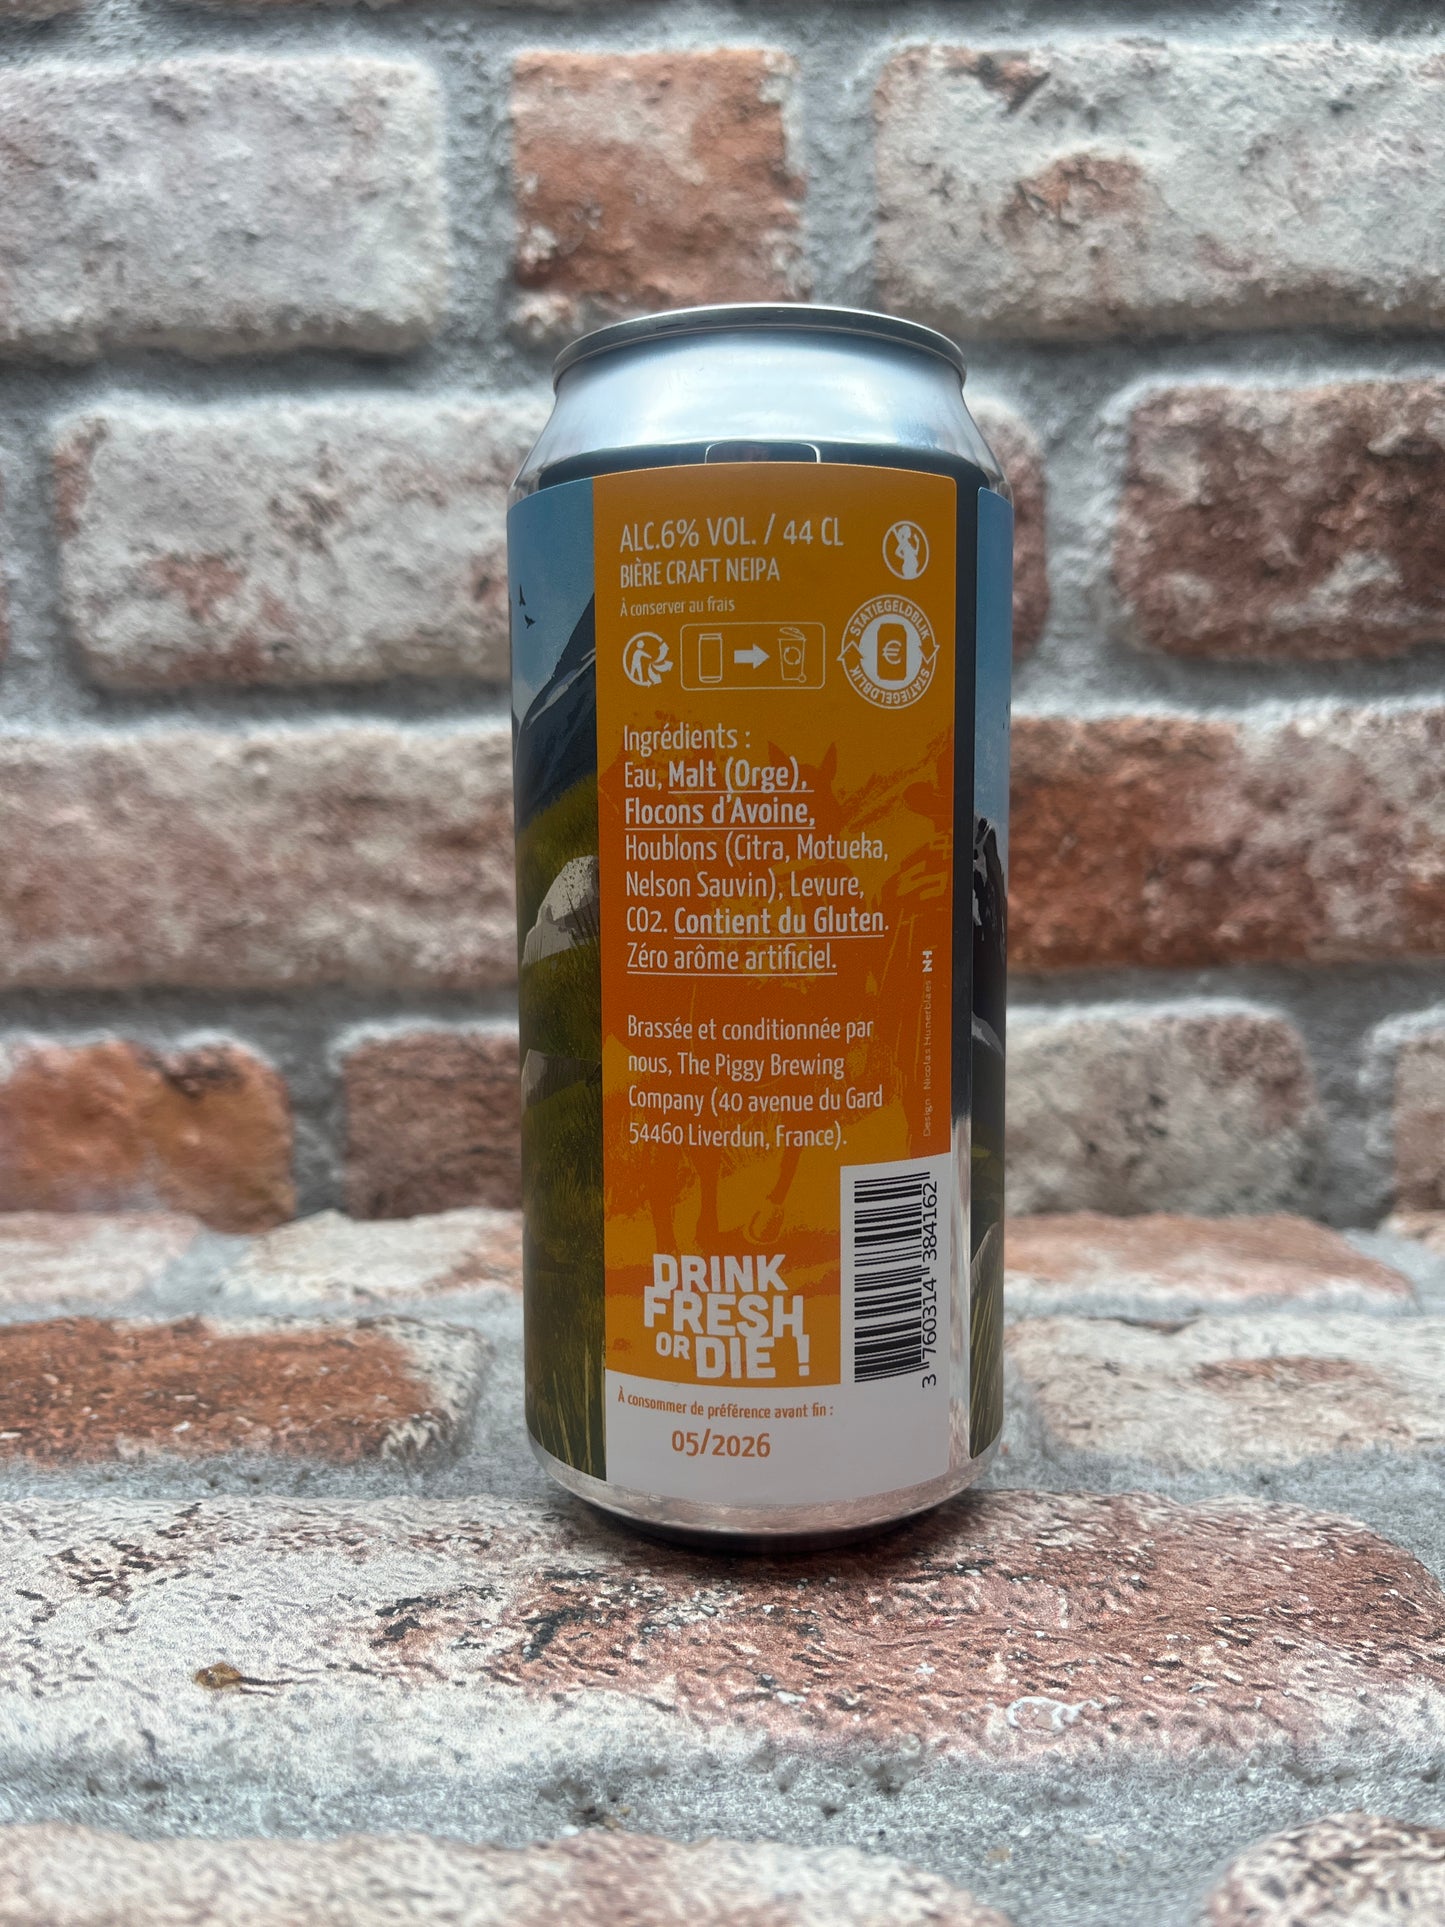 ALC.6% VOL. / 44 CL
BIÈRE CRAFT NEIPA
À conserver au frais
STATIEGELDBLIK
€
STATIEGELDBLIK
Ingrédients :
Eau, Malt (Orge),
Flocons d'Avoine,
Houblons (Citra, Motueka,
Nelson Sauvin), Levure,
CO2. Contient du Gluten.
Zéro arôme artificiel.
Brassée et conditionnée par
nous, The Piggy Brewing
Company (40 avenue du Gard
54460 Liverdun, France).
Design : Nicolas Hunerblaes
DRINK
FRESH
OR DIE !
3 760314 384162
À consommer de préférence avant fin :
05/2026